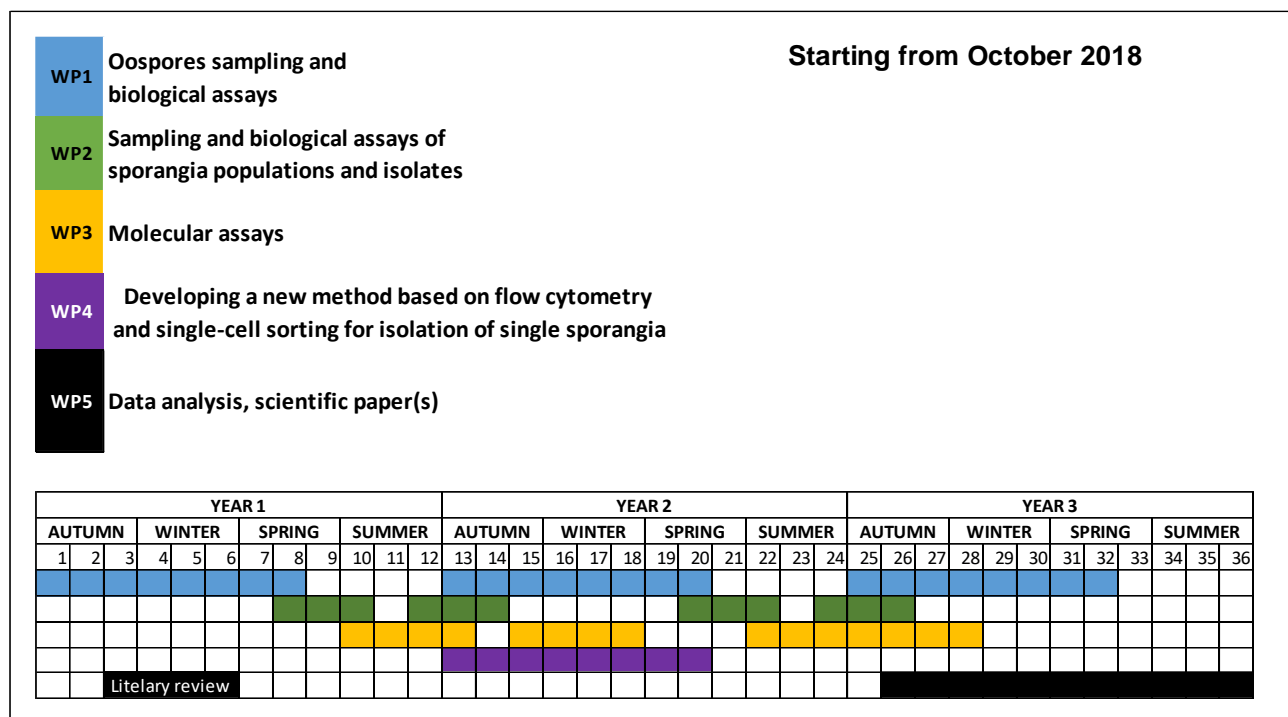 Starting from October 2018
WP1 Oospores sampling and
biological assays
WP2 Sampling and biological assays of
sporangia populations and isolates
WP3 Molecular assays
WP4 Developing a new method based on flow cytometry
and single-cell sorting for isolation of single sporangia
WP5 Data analysis, scientific paper(s)
YEAR 1 YEAR 2 YEAR 3
AUTUMN WINTER SPRING SUMMER AUTUMN WINTER SPRING SUMMER AUTUMN WINTER SPRING SUMMER
1 2 3 4 5 6 7 8 9 10 11 12 13 14 15 16 17 18 19 20 21 22 23 24 25 26 27 28 29 30 31 32 33 34 35 36
Litelary review